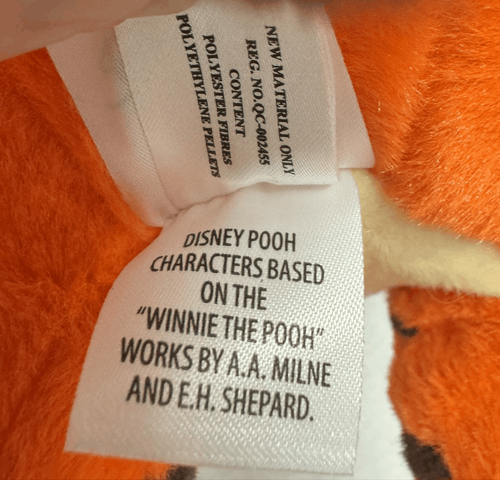 NEW MATERIAL ONLY
REG. NO.QC-002455
CONTENT
POLYESTER FIBRES
POLYETHYLENE PELLETS
DISNEY POOH
CHARACTERS BASED
ON THE
"WINNIE THE POOH"
WORKS BY A.A. MILNE
AND E.H. SHEPARD.